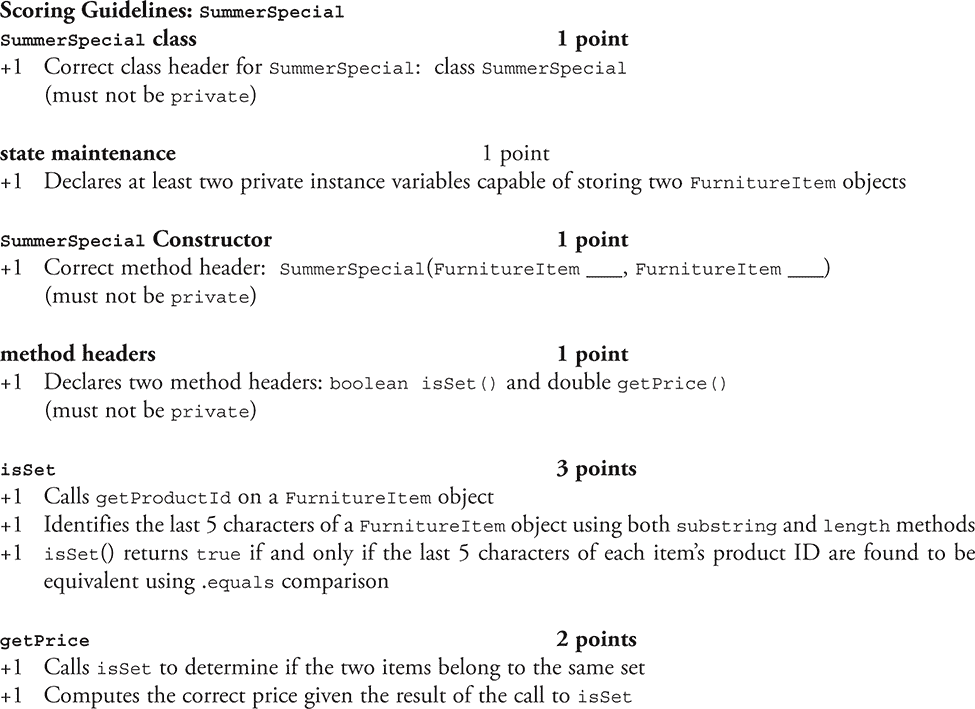 Scoring Guidelines: SummerSpecial
SummerSpecial class 1 point
+1 Correct class header for SummerSpecial: class SummerSpecial
(must not be private)
state maintenance 1 point
+1 Declares at least two private instance variables capable of storing two FurnitureItem objects
SummerSpecial Constructor 1 point
+1 Correct method header: SummerSpecial(FurnitureItem ___, FurnitureItem ___)
(must not be private)
method headers 1 point
+1 Declares two method headers: boolean isSet() and double getPrice()
(must not be private)
isSet 3 points
+1 Calls getProductId on a FurnitureItem object
+1 Identifies the last 5 characters of a FurnitureItem object using both substring and length methods
+1 isSet() returns true if and only if the last 5 characters of each item’s product ID are found to be
equivalent using .equals comparison
getPrice 2 points
+1 Calls isSet to determine if the two items belong to the same set
+1 Computes the correct price given the result of the call to isSet